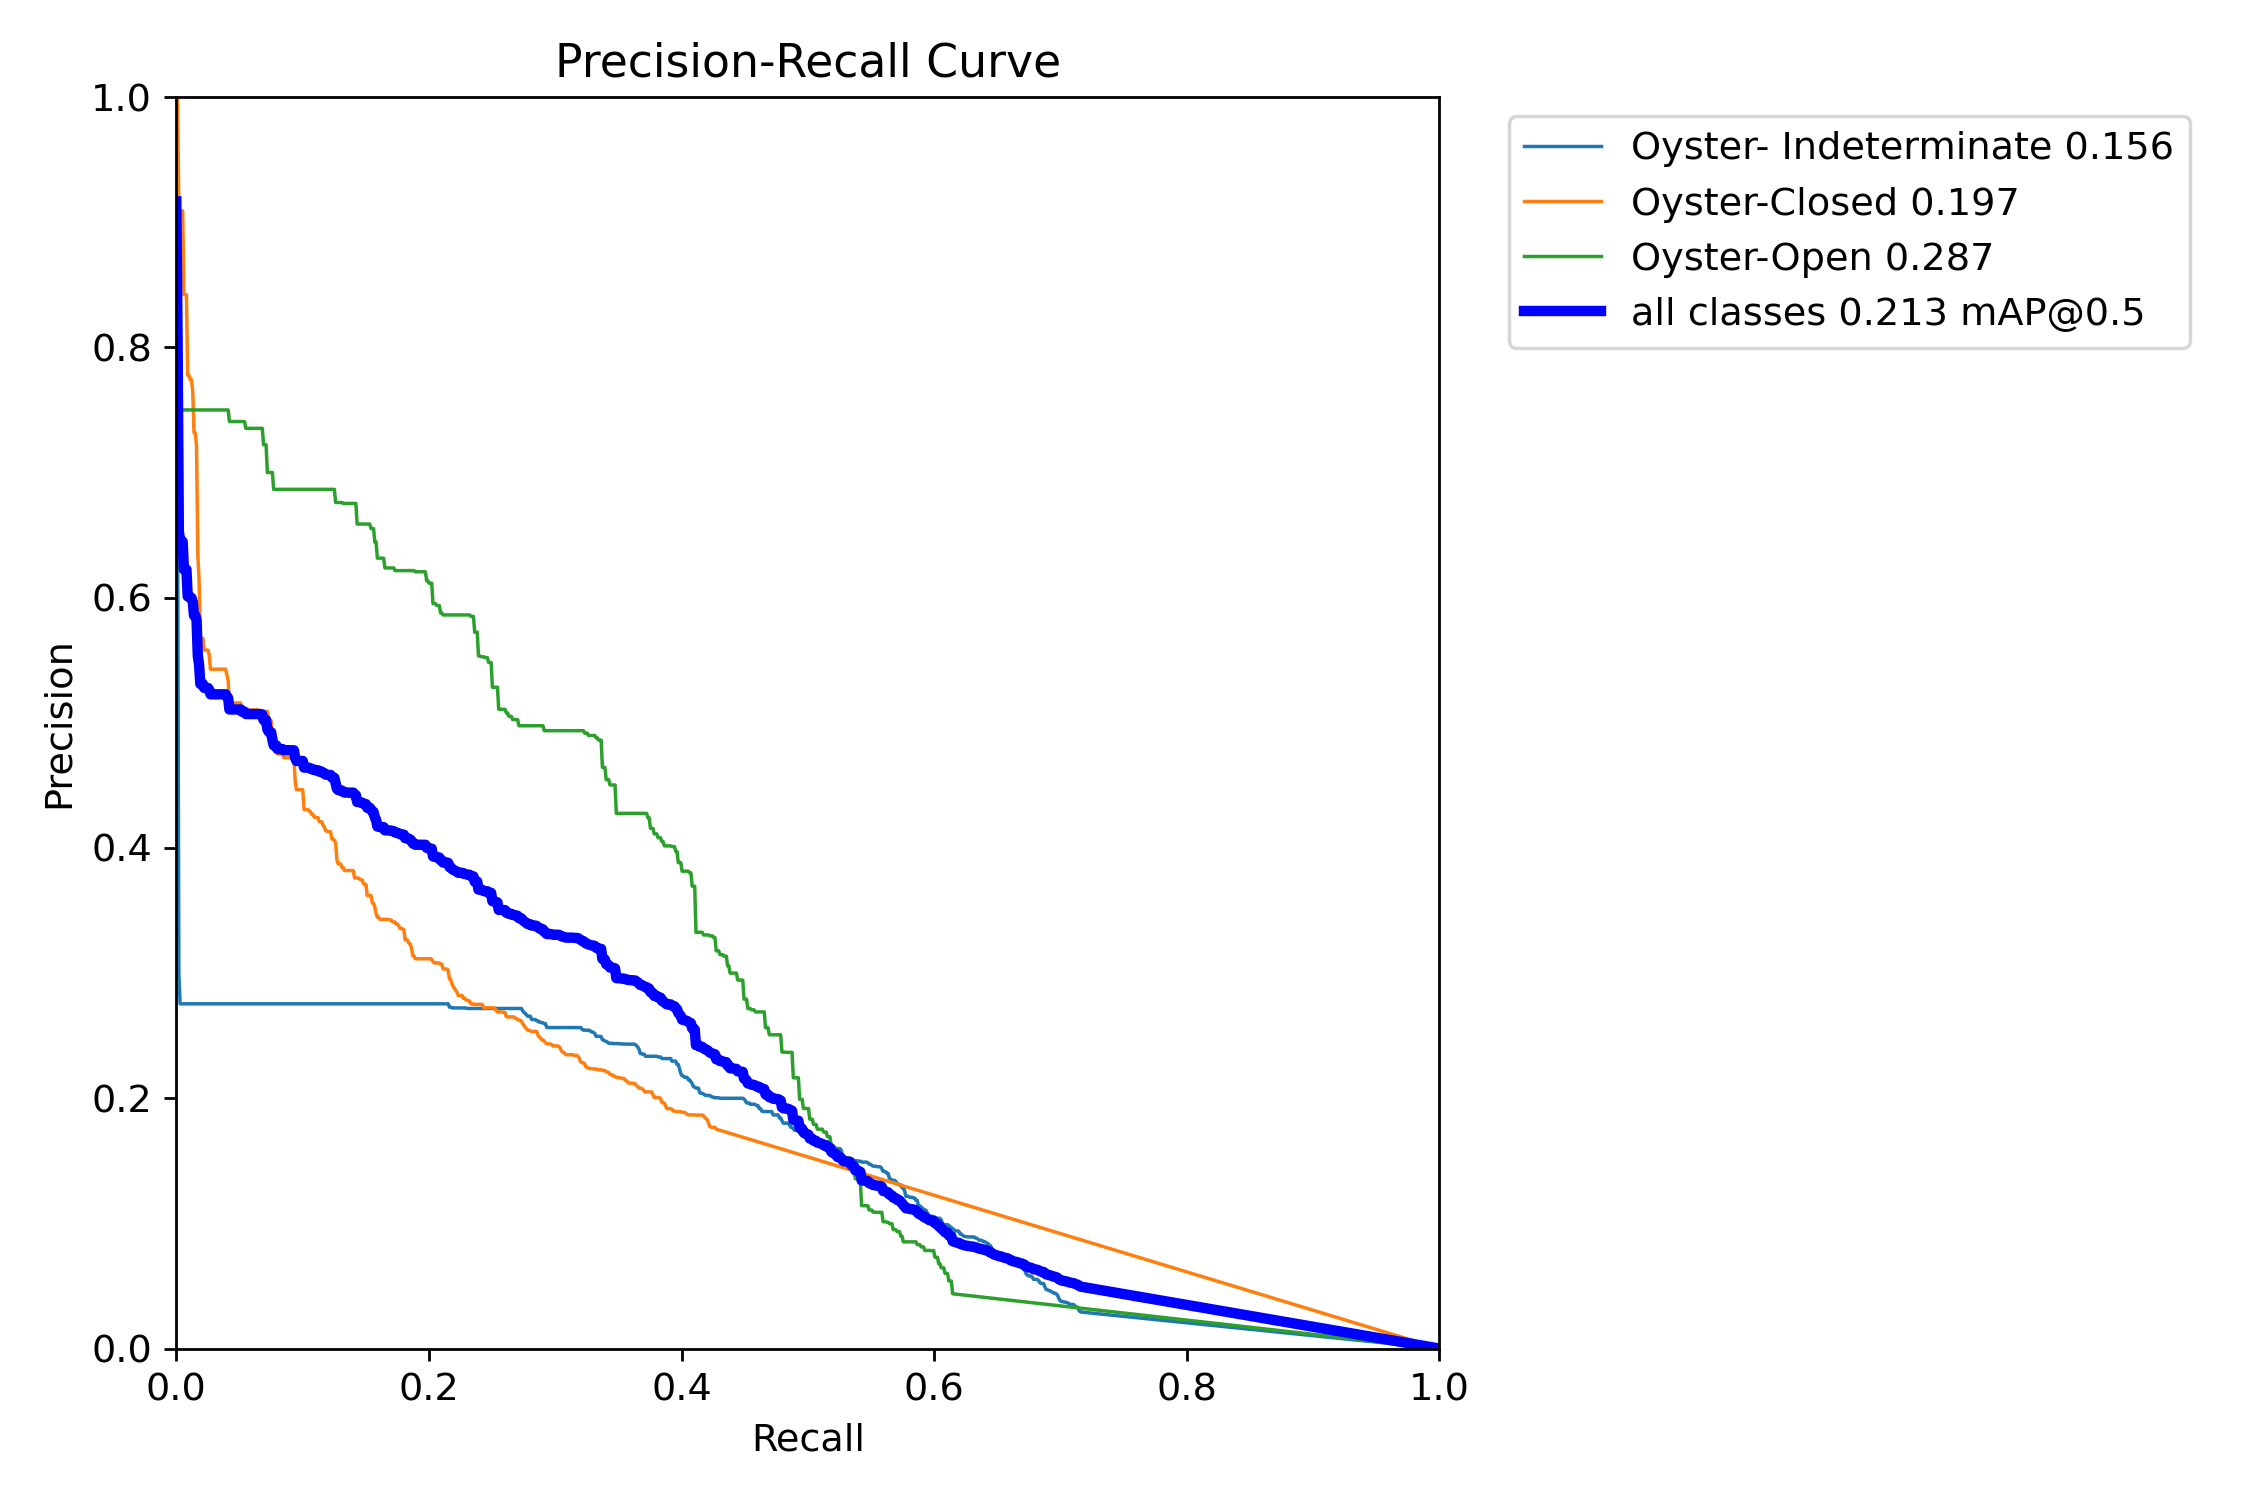 Precision-Recall Curve
1.0
0.8
0.6
0.4
0.2
0.0
Precision
0.0 0.2 0.4 0.6 0.8 1.0
Recall
Oyster- Indeterminate 0.156
Oyster-Closed 0.197
Oyster-Open 0.287
all classes 0.213 mAP@0.5